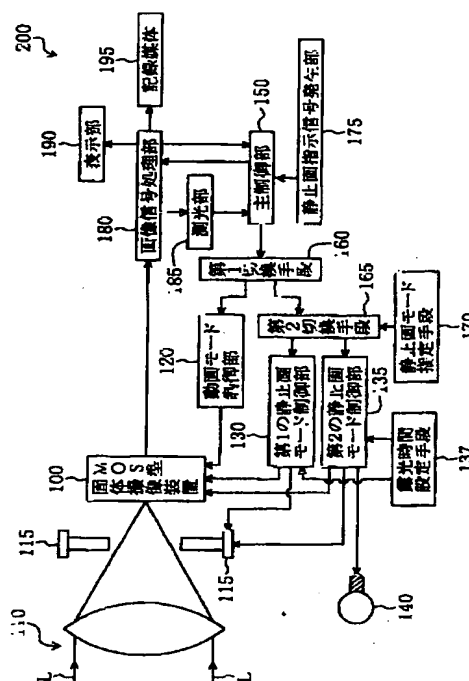 200
195
記録媒体
190
表示部
180
画像信号処理部
185
測光部
150
主制御部
175
静止画指示信号発生部
160
第1切換手段
165
第2切換手段
170
静止画モード
指定手段
120
動画モード
制御部
130
第1の静止画
モード制御部
135
第2の静止画
モード制御部
137
露光時間
設定手段
100
MOS型
固体撮像
装置
115
115
110
140
L
L